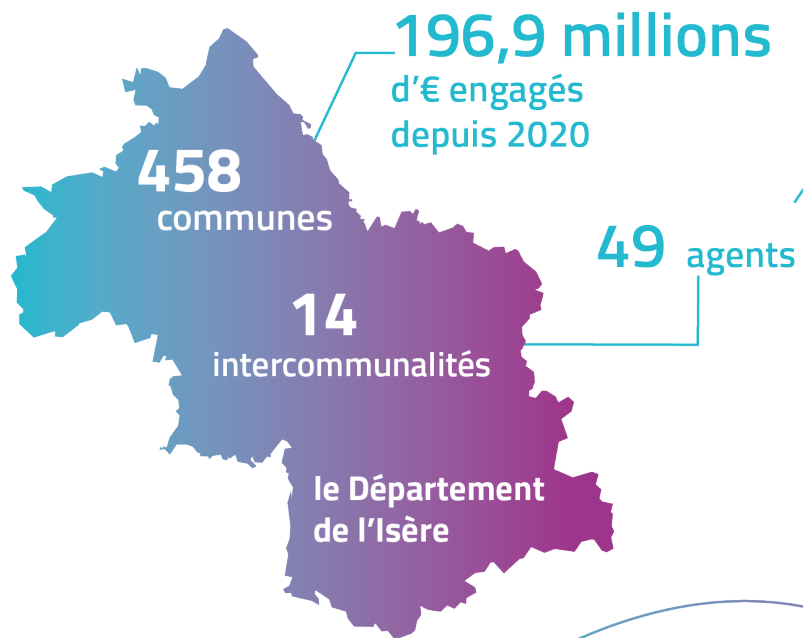 196,9 millions
d'€ engagés
depuis 2020
458
communes
49 agents
14
intercommunalités
le Département
de l'Isère